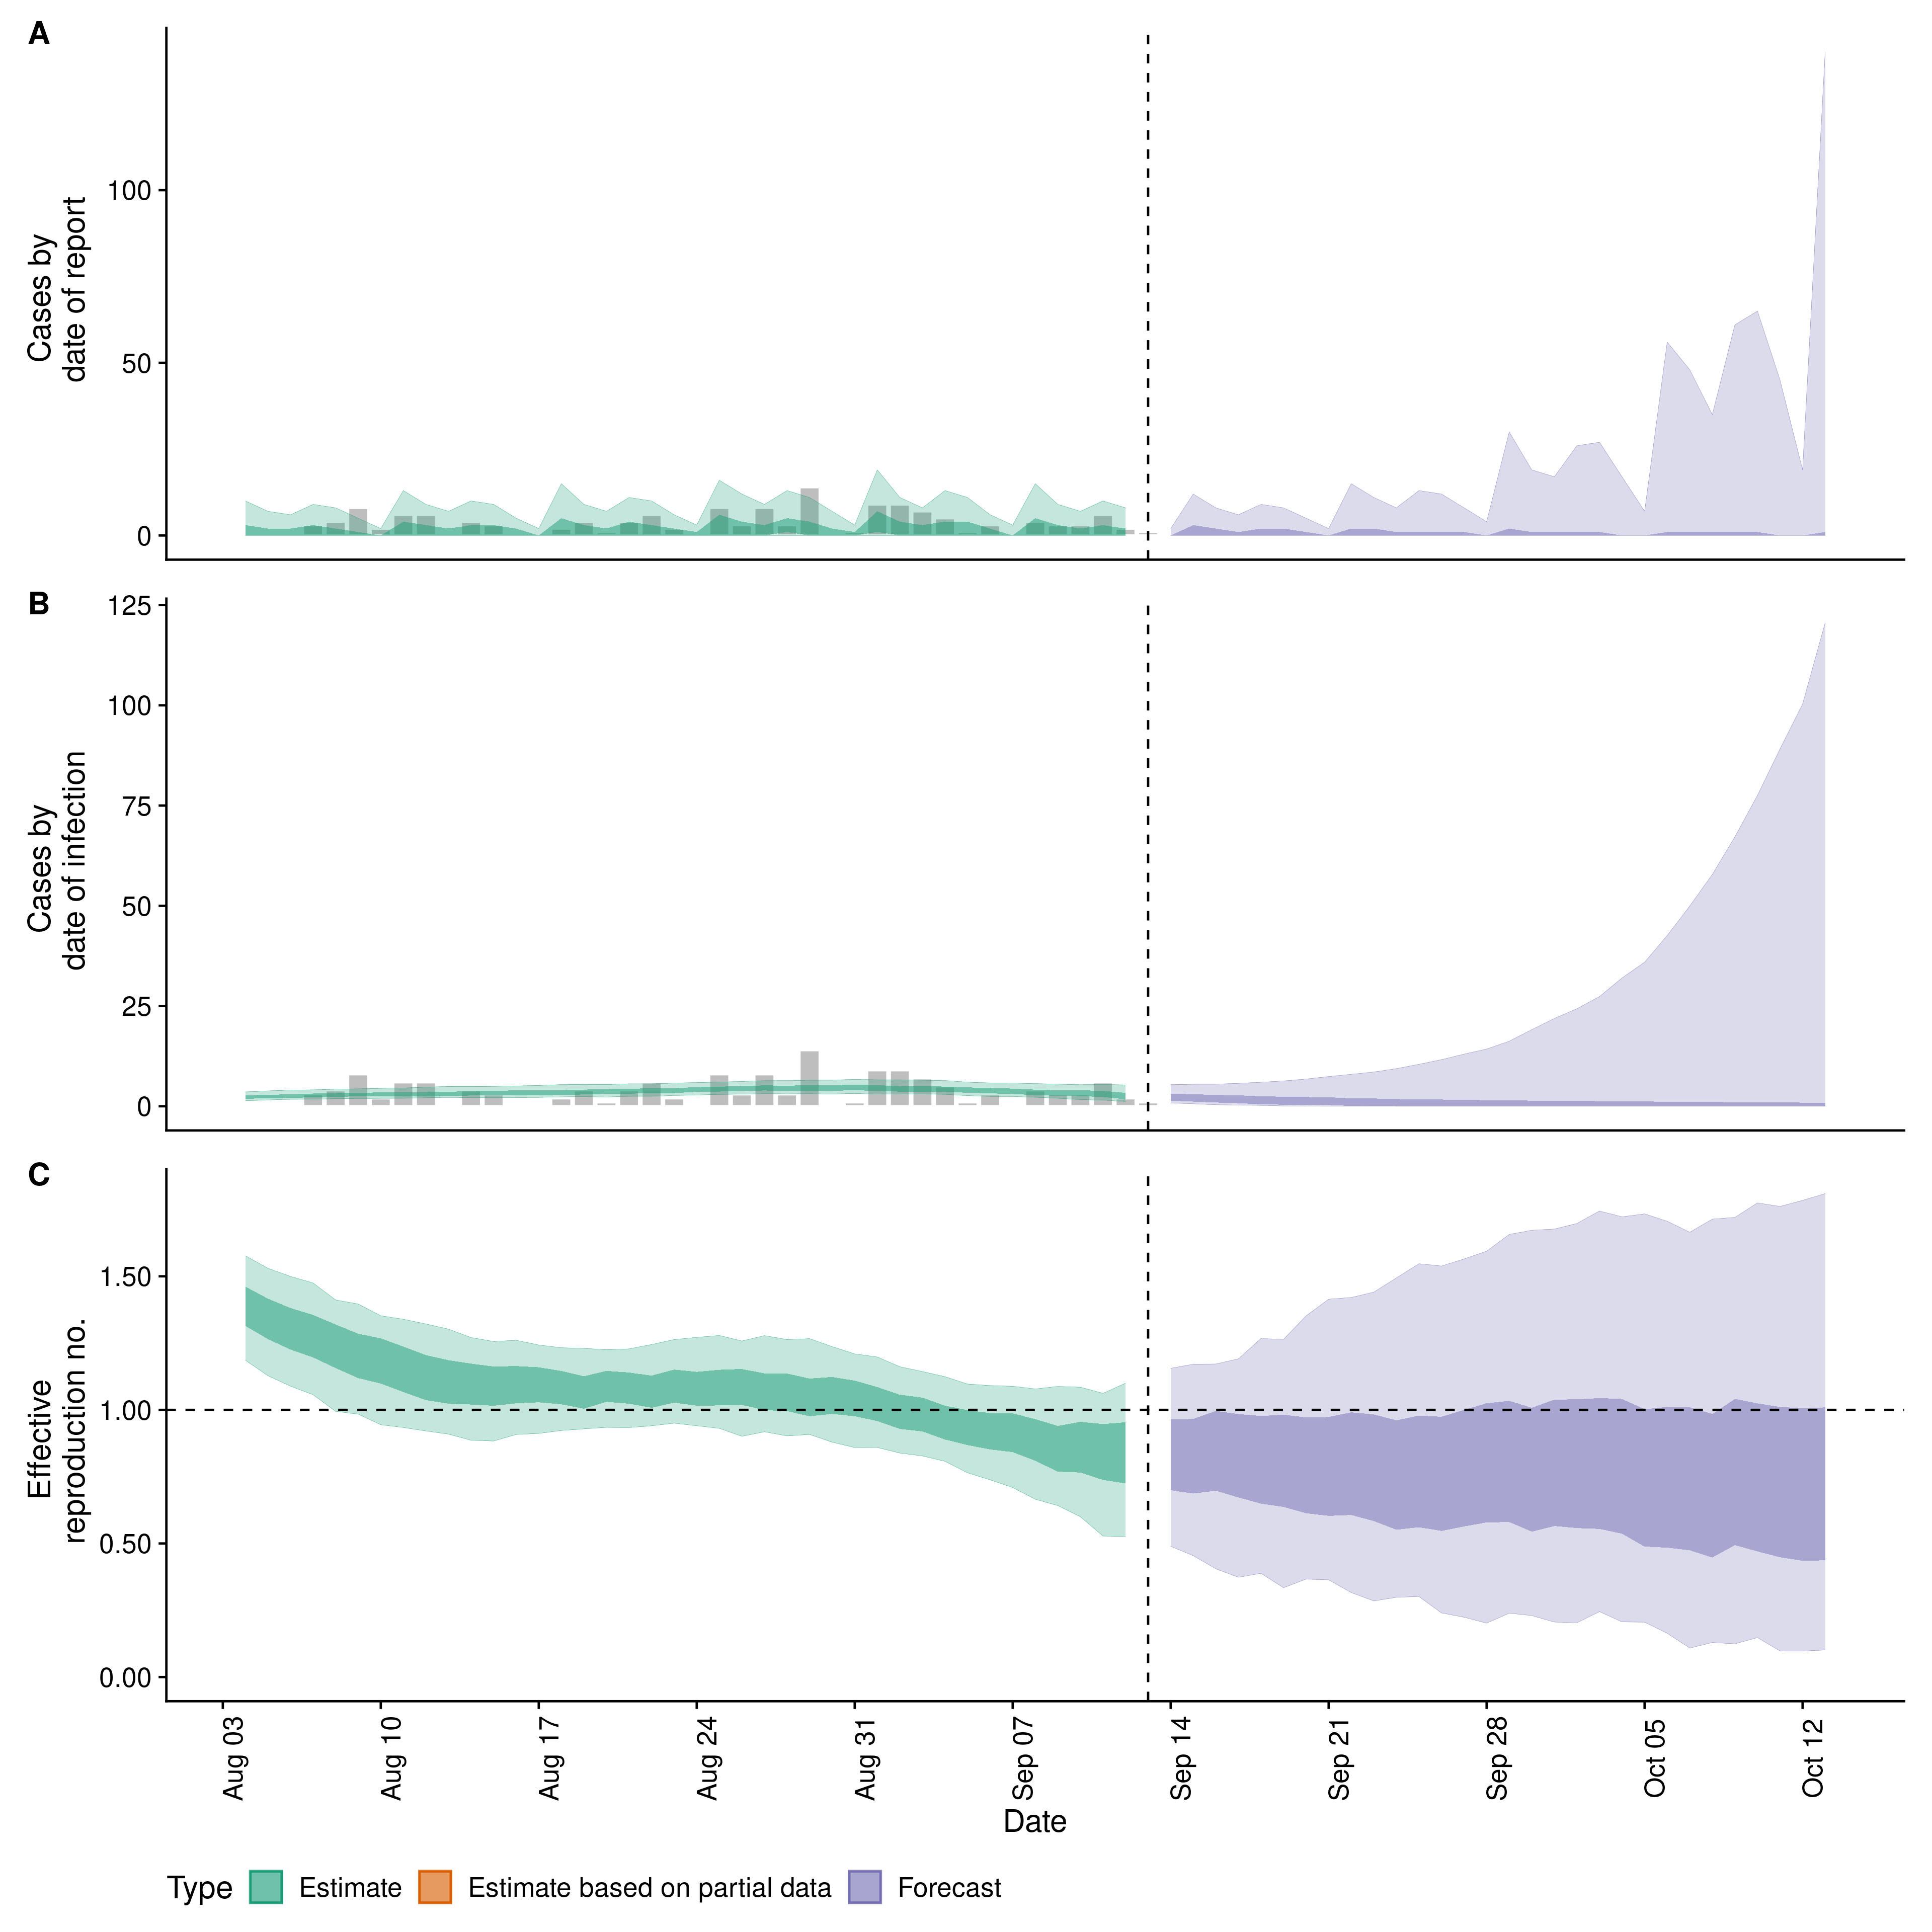 A
Cases by
date of report
100
50
0
B
Cases by
date of infection
125
100
75
50
25
0
C
Effective
reproduction no.
1.50
1.00
0.50
0.00
Aug 03
Aug 10
Aug 17
Aug 24
Aug 31
Sep 07
Sep 14
Sep 21
Sep 28
Oct 05
Oct 12
Date
Type Estimate Estimate based on partial data Forecast